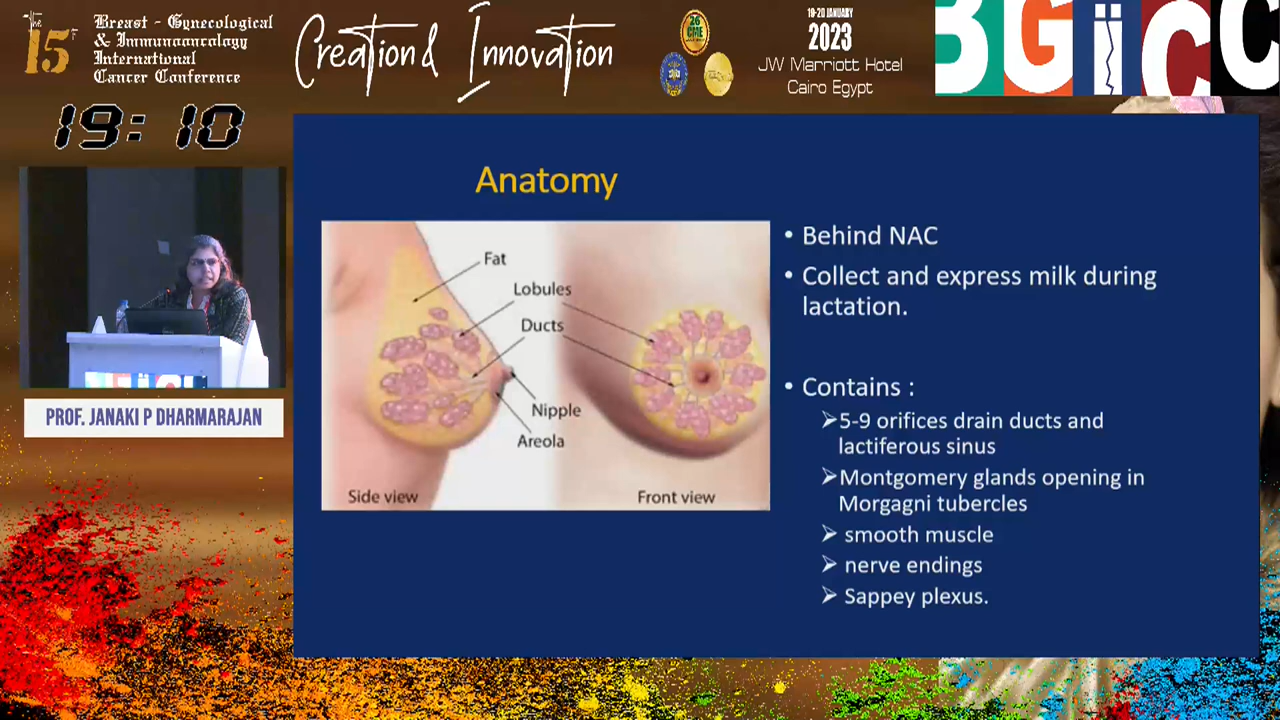 The 15th
Breast - Gynecological
& Immunooncology
International
Cancer Conference
Creation & Innovation
18-20 JANUARY
2023
JW Marriott Hotel
Cairo Egypt
BGICC
19:10
PROF. JANAKI P DHARMARAJAN
Anatomy
Fat
Lobules
Ducts
Nipple
Areola
Side view
Front view
• Behind NAC
• Collect and express milk during
lactation.
• Contains :
➢5-9 orifices drain ducts and
lactiferous sinus
➢Montgomery glands opening in
Morgagni tubercles
➢ smooth muscle
➢ nerve endings
➢ Sappey plexus.